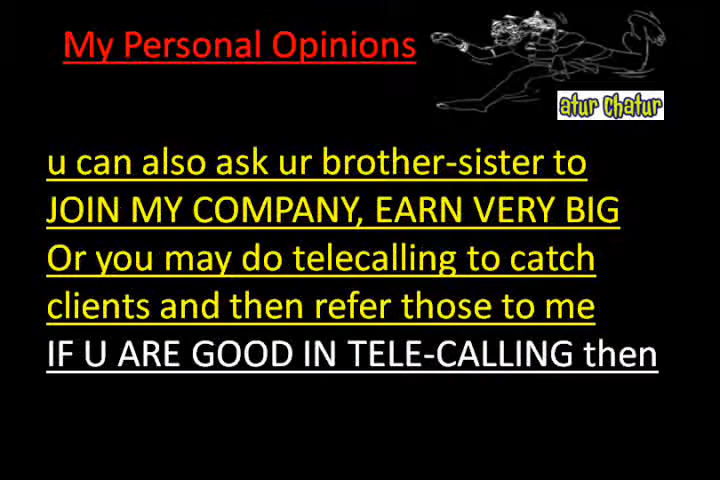 My Personal Opinions
atur chatur
u can also ask ur brother-sister to
JOIN MY COMPANY, EARN VERY BIG
Or you may do telecalling to catch
clients and then refer those to me
IF U ARE GOOD IN TELE-CALLING then